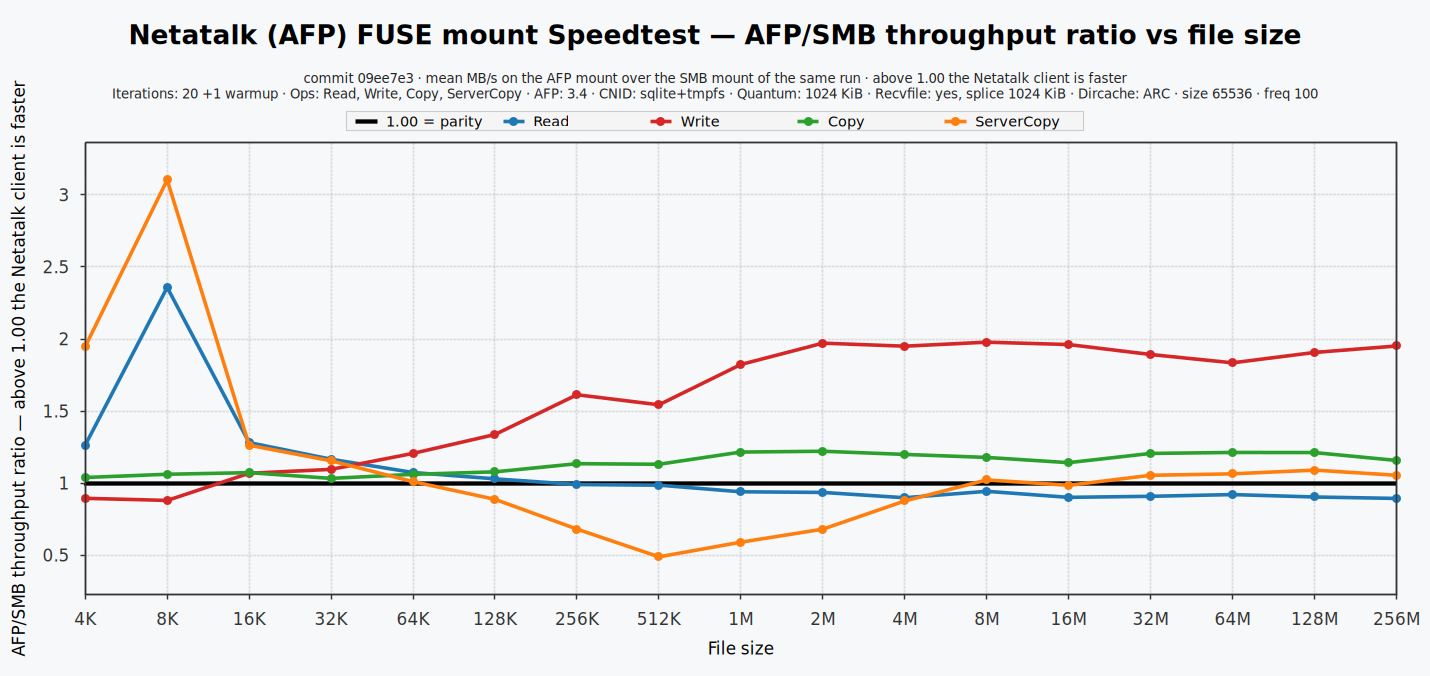 Netatalk (AFP) FUSE mount Speedtest — AFP/SMB throughput ratio vs file size
commit 09ee7e3 · mean MB/s on the AFP mount over the SMB mount of the same run · above 1.00 the Netatalk client is faster
Iterations: 20 +1 warmup · Ops: Read, Write, Copy, ServerCopy · AFP: 3.4 · CNID: sqlite+tmpfs · Quantum: 1024 KiB · Recvfile: yes, splice 1024 KiB · Dircache: ARC · size 65536 · freq 100
1.00 = parity Read Write Copy ServerCopy
AFP/SMB throughput ratio — above 1.00 the Netatalk client is faster
3
2.5
2
1.5
1
0.5
4K 8K 16K 32K 64K 128K 256K 512K 1M 2M 4M 8M 16M 32M 64M 128M 256M
File size